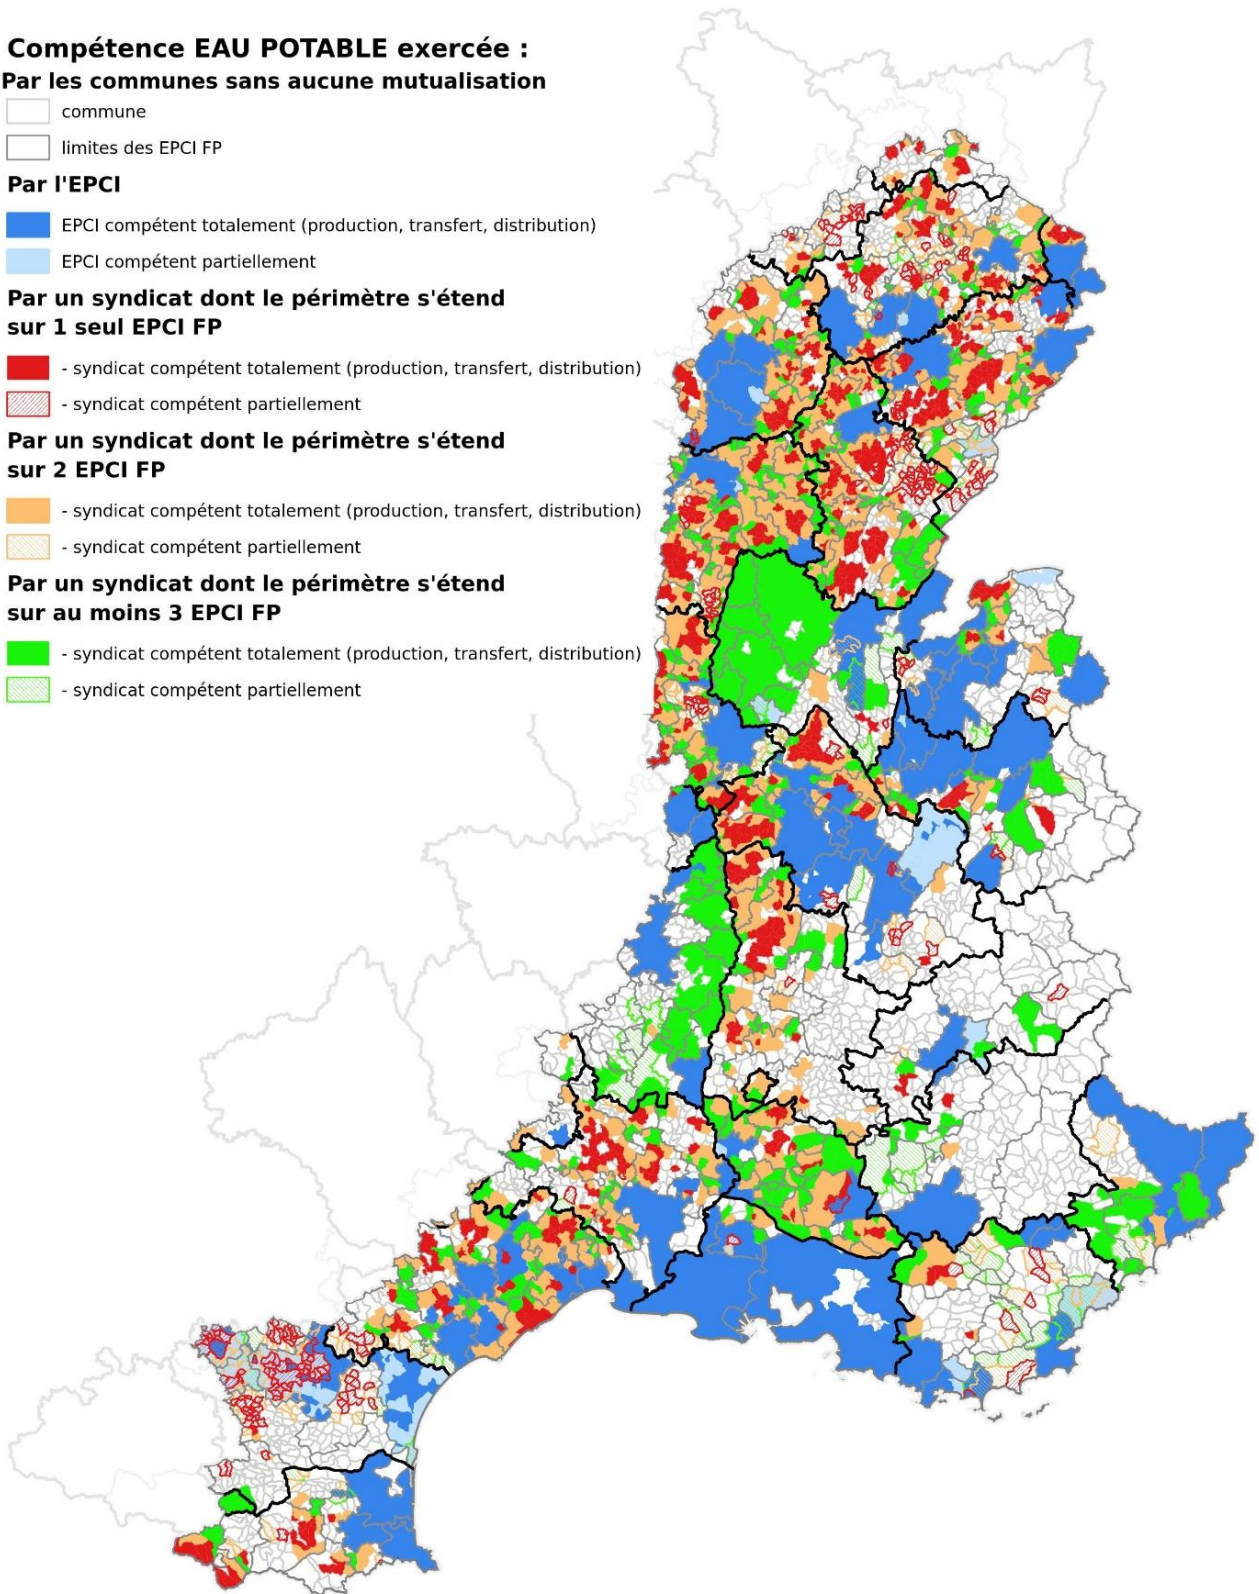 Compétence EAU POTABLE exercée :
Par les communes sans aucune mutualisation
commune
limites des EPCI FP
Par l'EPCI
EPCI compétent totalement (production, transfert, distribution)
EPCI compétent partiellement
Par un syndicat dont le périmètre s'étend
sur 1 seul EPCI FP
- syndicat compétent totalement (production, transfert, distribution)
- syndicat compétent partiellement
Par un syndicat dont le périmètre s'étend
sur 2 EPCI FP
- syndicat compétent totalement (production, transfert, distribution)
- syndicat compétent partiellement
Par un syndicat dont le périmètre s'étend
sur au moins 3 EPCI FP
- syndicat compétent totalement (production, transfert, distribution)
- syndicat compétent partiellement